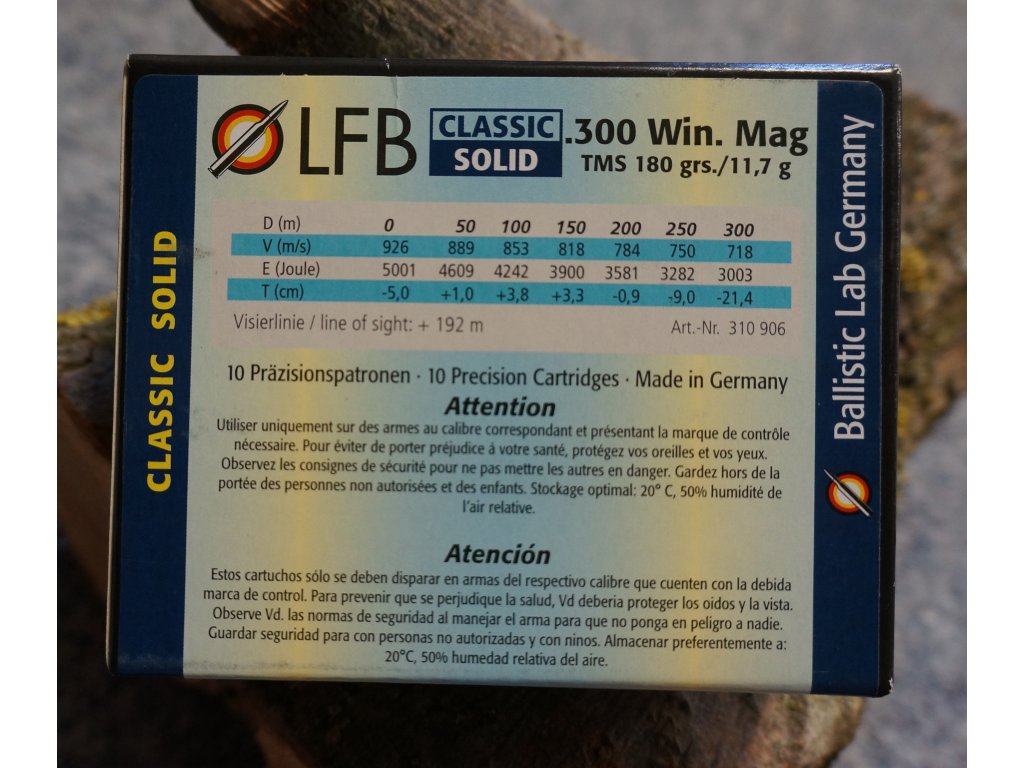 LFB CLASSIC SOLID .300 Win. Mag
TMS 180 grs./11,7 g
D (m) 0 50 100 150 200 250 300
V (m/s) 926 889 853 818 784 750 718
E (Joule) 5001 4609 4242 3900 3581 3282 3003
T (cm) -5,0 +1,0 +3,8 +3,3 -0,9 -9,0 -21,4
Visierlinie / line of sight: + 192 m Art.-Nr. 310 906
10 Präzisionspatronen · 10 Precision Cartridges · Made in Germany
Attention
Utiliser uniquement sur des armes au calibre correspondant et présentant la marque de contrôle
nécessaire. Pour éviter de porter préjudice à votre santé, protégez vos oreilles et vos yeux.
Observez les consignes de sécurité pour ne pas mettre les autres en danger. Gardez hors de la
portée des personnes non autorisées et des enfants. Stockage optimal: 20° C, 50% humidité de
l'air relative.
Atención
Estos cartuchos sólo se deben disparar en armas del respectivo calibre que cuenten con la debida
marca de control. Para prevenir que se perjudique la salud, Vd deberia proteger los oidos y la vista.
Observe Vd. las normas de seguridad al manejar el arma para que no ponga en peligro a nadie.
Guardar seguridad para con personas no autorizadas y con ninos. Almacenar preferentemente a:
20°C, 50% humedad relativa del aire.
CLASSIC SOLID
Ballistic Lab Germany